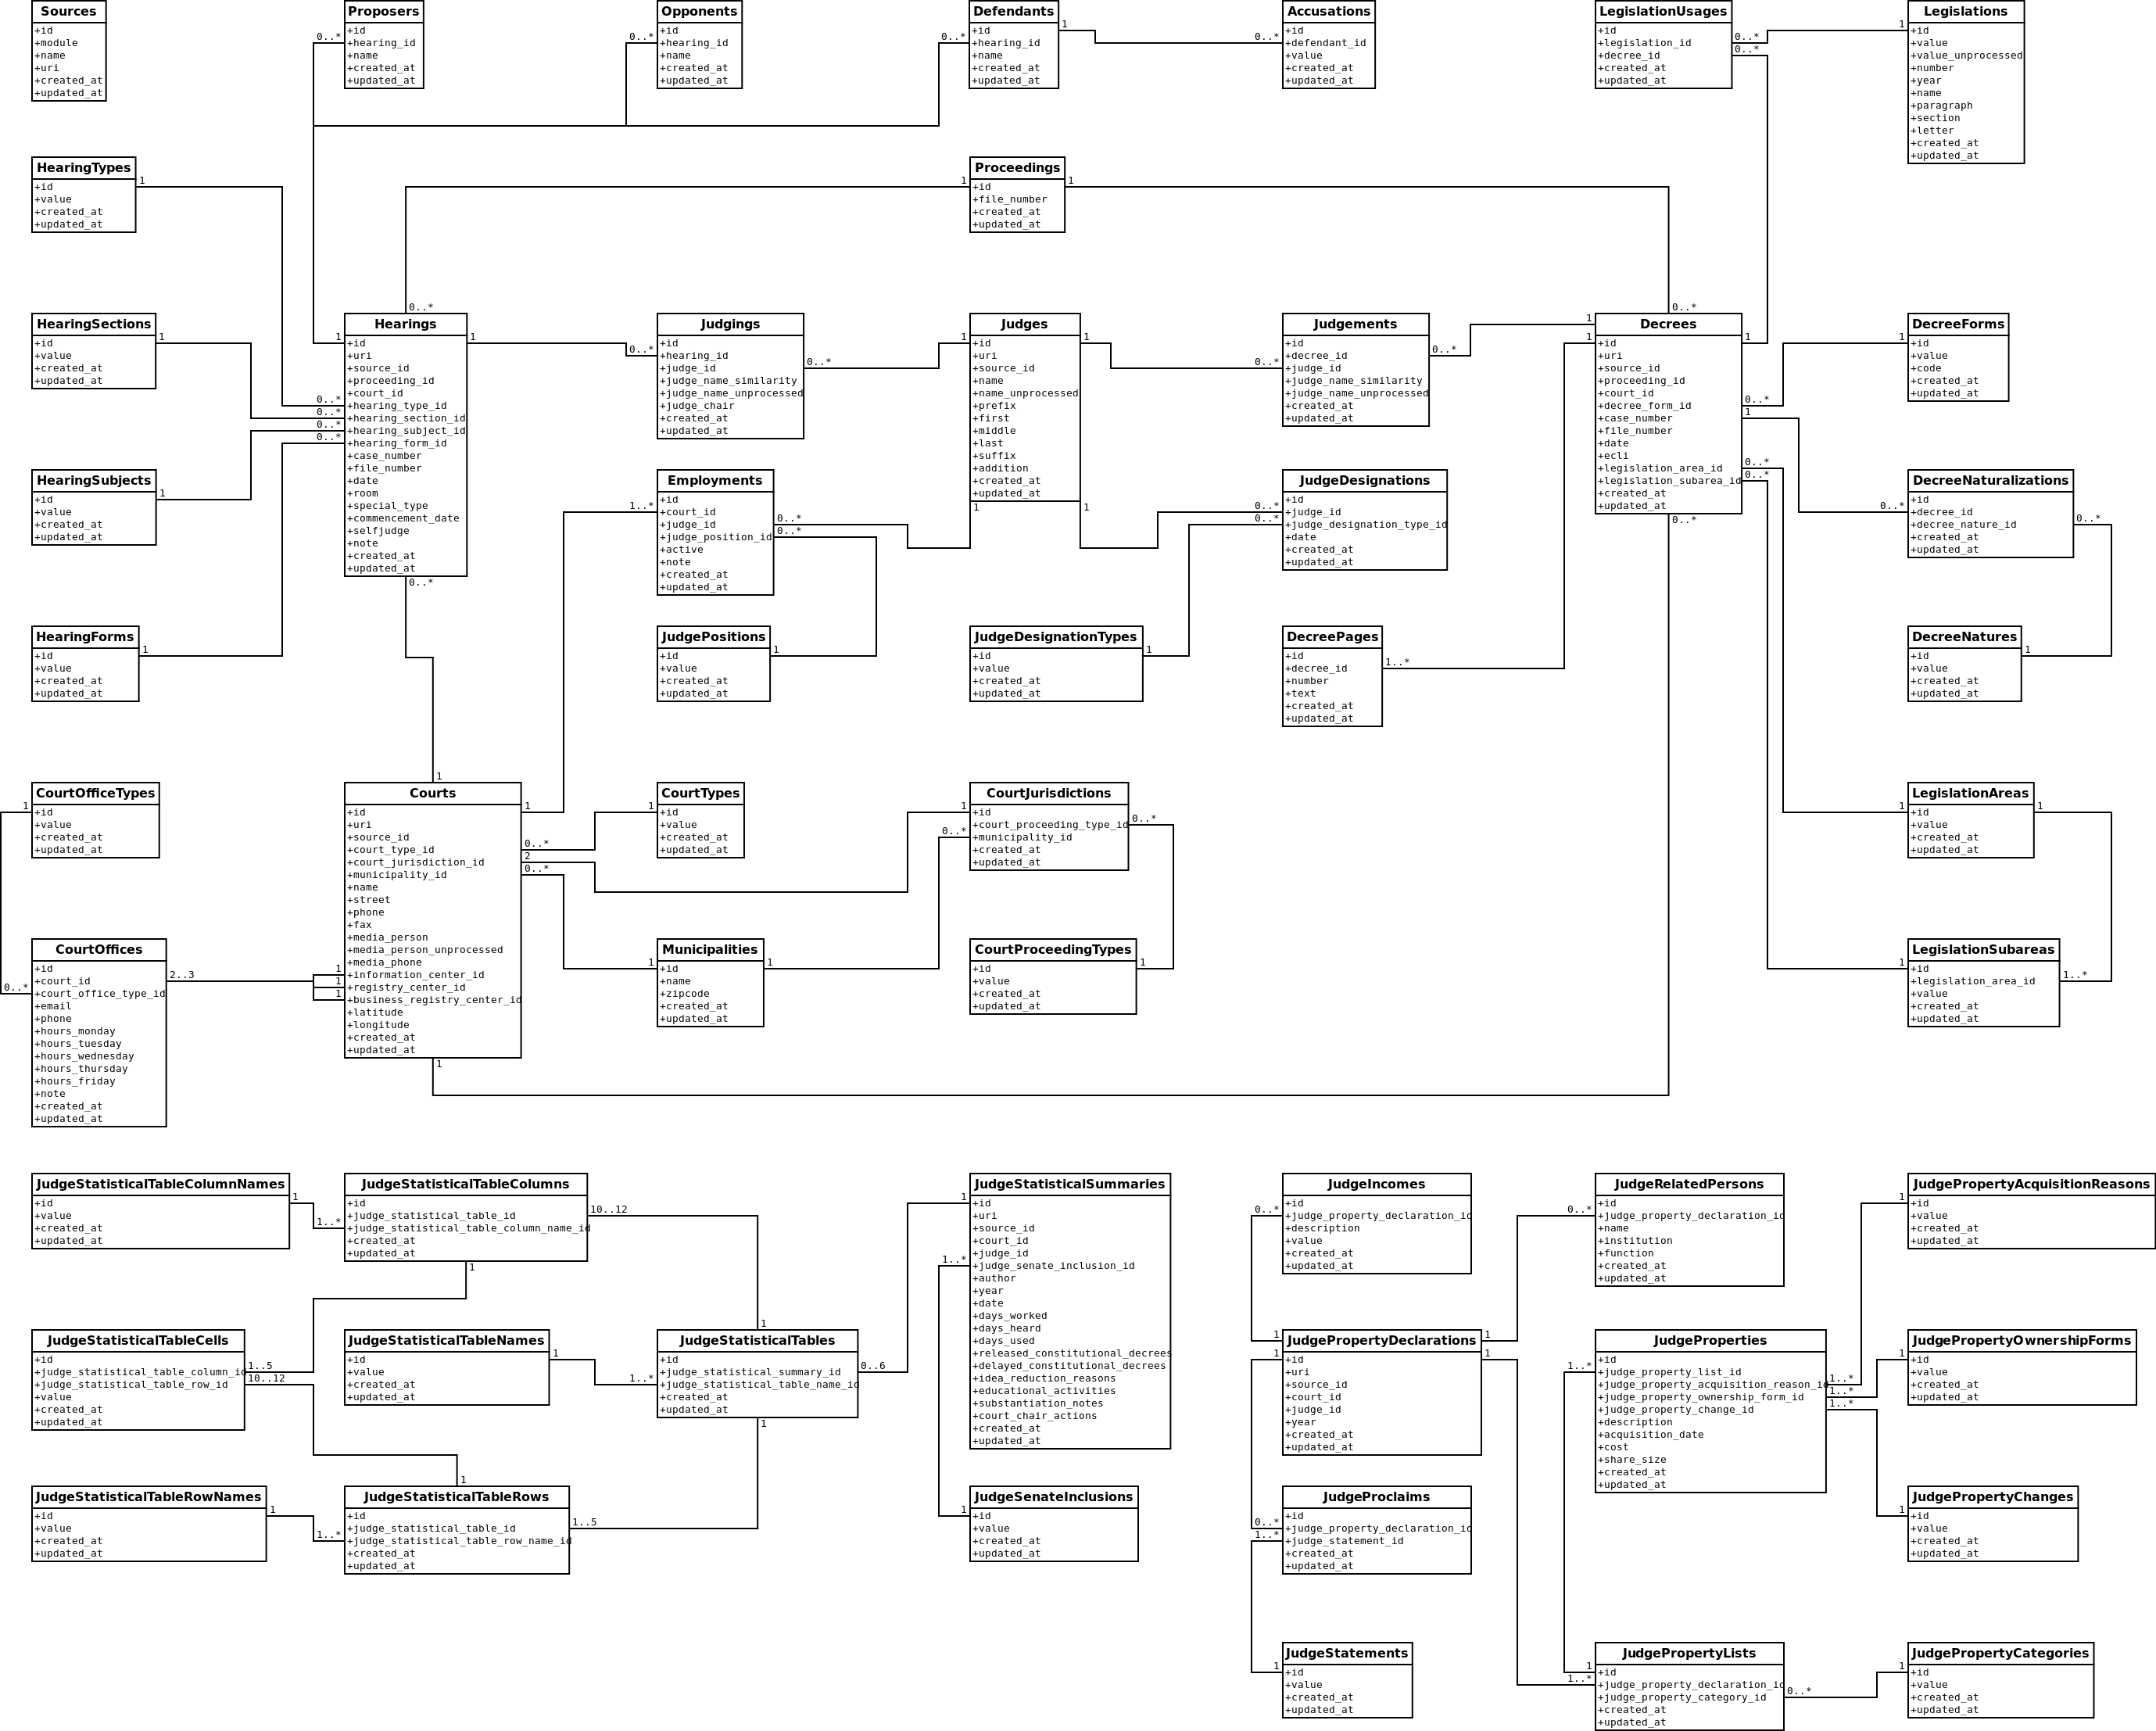 Sources
+id
+module
+name
+uri
+created_at
+updated_at
Proposers
+id
+hearing_id
+name
+created_at
+updated_at
0..*
Opponents
+id
+hearing_id
+name
+created_at
+updated_at
0..*
Defendants
+id
+hearing_id
+name
+created_at
+updated_at
0..*
1
Accusations
+id
+defendant_id
+value
+created_at
+updated_at
0..*
LegislationUsages
+id
+legislation_id
+decree_id
+created_at
+updated_at
0..*
0..*
Legislations
+id
+value
+value_unprocessed
+number
+year
+name
+paragraph
+section
+letter
+created_at
+updated_at
1
HearingTypes
+id
+value
+created_at
+updated_at
1
Proceedings
+id
+file_number
+created_at
+updated_at
1
1
HearingSections
+id
+value
+created_at
+updated_at
1
Hearings
+id
+uri
+source_id
+proceeding_id
+court_id
+hearing_type_id
+hearing_section_id
+hearing_subject_id
+hearing_form_id
+case_number
+file_number
+date
+room
+special_type
+commencement_date
+selfjudge
+note
+created_at
+updated_at
0..*
1
1
0..*
0..*
0..*
0..*
0..*
Judgings
+id
+hearing_id
+judge_id
+judge_name_similarity
+judge_name_unprocessed
+judge_chair
+created_at
+updated_at
0..*
0..*
Judges
+id
+uri
+source_id
+name
+name_unprocessed
+prefix
+first
+middle
+last
+suffix
+addition
+created_at
+updated_at
1
1
1
1
Judgements
+id
+decree_id
+judge_id
+judge_name_similarity
+judge_name_unprocessed
+created_at
+updated_at
0..*
0..*
Decrees
+id
+uri
+source_id
+proceeding_id
+court_id
+decree_form_id
+case_number
+file_number
+date
+ecli
+legislation_area_id
+legislation_subarea_id
+created_at
+updated_at
0..*
1
1
1
0..*
1
0..*
0..*
0..*
DecreeForms
+id
+value
+code
+created_at
+updated_at
1
HearingSubjects
+id
+value
+created_at
+updated_at
1
Employments
+id
+court_id
+judge_id
+judge_position_id
+active
+note
+created_at
+updated_at
1..*
0..*
0..*
JudgeDesignations
+id
+judge_id
+judge_designation_type_id
+date
+created_at
+updated_at
0..*
0..*
DecreeNaturalizations
+id
+decree_id
+decree_nature_id
+created_at
+updated_at
0..*
0..*
HearingForms
+id
+value
+created_at
+updated_at
1
JudgePositions
+id
+value
+created_at
+updated_at
1
JudgeDesignationTypes
+id
+value
+created_at
+updated_at
1
DecreePages
+id
+decree_id
+number
+text
+created_at
+updated_at
1..*
DecreeNatures
+id
+value
+created_at
+updated_at
1
CourtOfficeTypes
+id
+value
+created_at
+updated_at
1
Courts
+id
+uri
+source_id
+court_type_id
+court_jurisdiction_id
+municipality_id
+name
+street
+phone
+fax
+media_person
+media_person_unprocessed
+media_phone
+information_center_id
+registry_center_id
+business_registry_center_id
+latitude
+longitude
+created_at
+updated_at
1
1
0..*
2
0..*
1
1
1
1
CourtTypes
+id
+value
+created_at
+updated_at
1
CourtJurisdictions
+id
+court_proceeding_type_id
+municipality_id
+created_at
+updated_at
1
0..*
0..*
LegislationAreas
+id
+value
+created_at
+updated_at
1
1
CourtOffices
+id
+court_id
+court_office_type_id
+email
+phone
+hours_monday
+hours_tuesday
+hours_wednesday
+hours_thursday
+hours_friday
+note
+created_at
+updated_at
2..3
0..*
Municipalities
+id
+name
+zipcode
+created_at
+updated_at
1
1
CourtProceedingTypes
+id
+value
+created_at
+updated_at
1
LegislationSubareas
+id
+legislation_area_id
+value
+created_at
+updated_at
1
1..*
JudgeStatisticalTableColumnNames
+id
+value
+created_at
+updated_at
1
JudgeStatisticalTableColumns
+id
+judge_statistical_table_id
+judge_statistical_table_column_name_id
+created_at
+updated_at
1..*
10..12
1
JudgeStatisticalSummaries
+id
+uri
+source_id
+court_id
+judge_id
+judge_senate_inclusion_id
+author
+year
+date
+days_worked
+days_heard
+days_used
+released_constitutional_decrees
+delayed_constitutional_decrees
+idea_reduction_reasons
+educational_activities
+substantiation_notes
+court_chair_actions
+created_at
+updated_at
1
1..*
JudgeIncomes
+id
+judge_property_declaration_id
+description
+value
+created_at
+updated_at
0..*
JudgeRelatedPersons
+id
+judge_property_declaration_id
+name
+institution
+function
+created_at
+updated_at
0..*
JudgePropertyAcquisitionReasons
+id
+value
+created_at
+updated_at
1
JudgeStatisticalTableCells
+id
+judge_statistical_table_column_id
+judge_statistical_table_row_id
+value
+created_at
+updated_at
1..5
10..12
JudgeStatisticalTableNames
+id
+value
+created_at
+updated_at
1
JudgeStatisticalTables
+id
+judge_statistical_summary_id
+judge_statistical_table_name_id
+created_at
+updated_at
1
0..6
1..*
1
JudgePropertyDeclarations
+id
+uri
+source_id
+court_id
+judge_id
+year
+created_at
+updated_at
1
1
1
1
JudgeProperties
+id
+judge_property_list_id
+judge_property_acquisition_reason_id
+judge_property_ownership_form_id
+judge_property_change_id
+description
+acquisition_date
+cost
+share_size
+created_at
+updated_at
1..*
1..*
1..*
1..*
JudgePropertyOwnershipForms
+id
+value
+created_at
+updated_at
1
JudgeStatisticalTableRowNames
+id
+value
+created_at
+updated_at
1
JudgeStatisticalTableRows
+id
+judge_statistical_table_id
+judge_statistical_table_row_name_id
+created_at
+updated_at
1
1..5
1..*
JudgeSenateInclusions
+id
+value
+created_at
+updated_at
1
JudgeProclaims
+id
+judge_property_declaration_id
+judge_statement_id
+created_at
+updated_at
0..*
1..*
JudgePropertyChanges
+id
+value
+created_at
+updated_at
1
JudgeStatements
+id
+value
+created_at
+updated_at
1
JudgePropertyLists
+id
+judge_property_declaration_id
+judge_property_category_id
+created_at
+updated_at
1
1..*
0..*
JudgePropertyCategories
+id
+value
+created_at
+updated_at
1